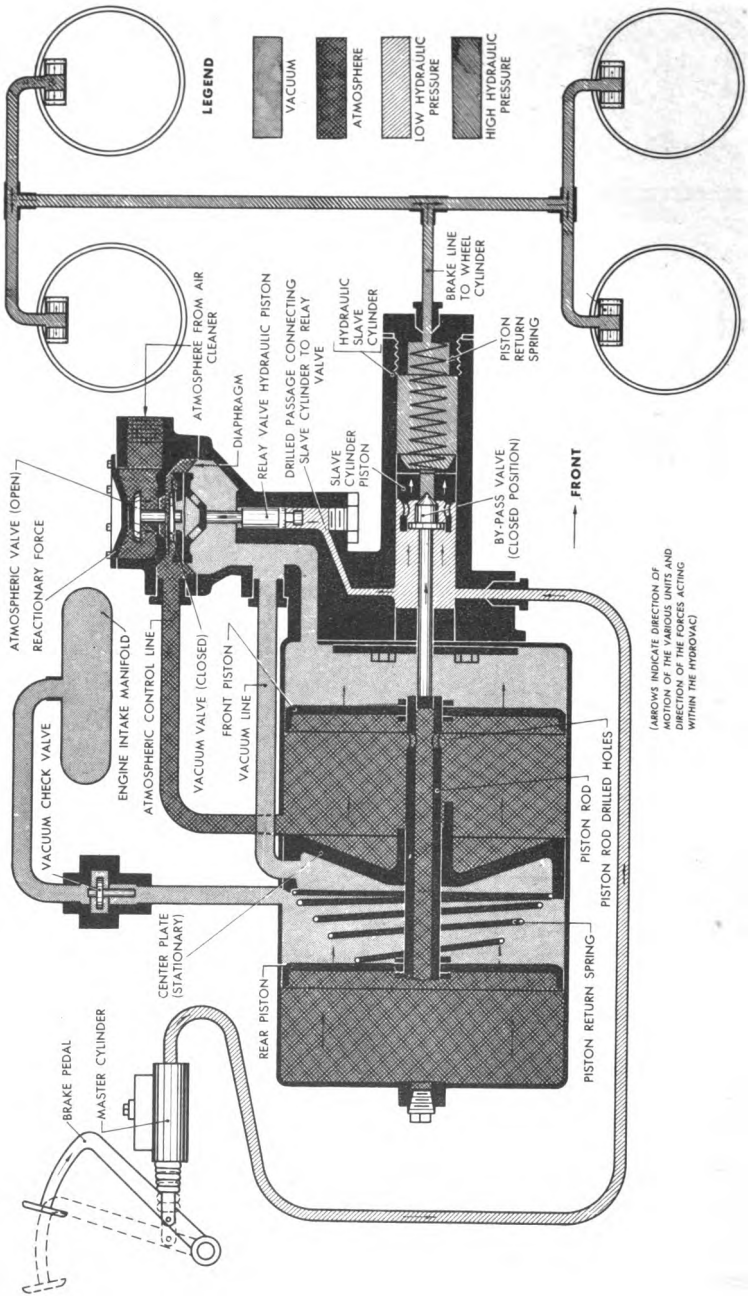 BRAKE PEDAL
MASTER CYLINDER
VACUUM CHECK VALVE
ENGINE INTAKE MANIFOLD
ATMOSPHERIC CONTROL LINE
VACUUM VALVE (CLOSED)
FRONT PISTON
VACUUM LINE
CENTER PLATE
(STATIONARY)
REAR PISTON
ATMOSPHERIC VALVE (OPEN)
REACTIONARY FORCE
ATMOSPHERE FROM AIR
CLEANER
DIAPHRAGM
RELAY VALVE HYDRAULIC PISTON
DRILLED PASSAGE CONNECTING
SLAVE CYLINDER TO RELAY
VALVE
SLAVE
CYLINDER
PISTON
HYDRAULIC
SLAVE
CYLINDER
BRAKE LINE
TO WHEEL
CYLINDER
PISTON
RETURN
SPRING
BY-PASS VALVE
(CLOSED POSITION)
FRONT
PISTON ROD
PISTON ROD DRILLED HOLES
PISTON RETURN SPRING
(ARROWS INDICATE DIRECTION OF
MOTION OF THE VARIOUS UNITS AND
DIRECTION OF THE FORCES ACTING
WITHIN THE HYDROVAC)
LEGEND
VACUUM
ATMOSPHERE
LOW HYDRAULIC
PRESSURE
HIGH HYDRAULIC
PRESSURE